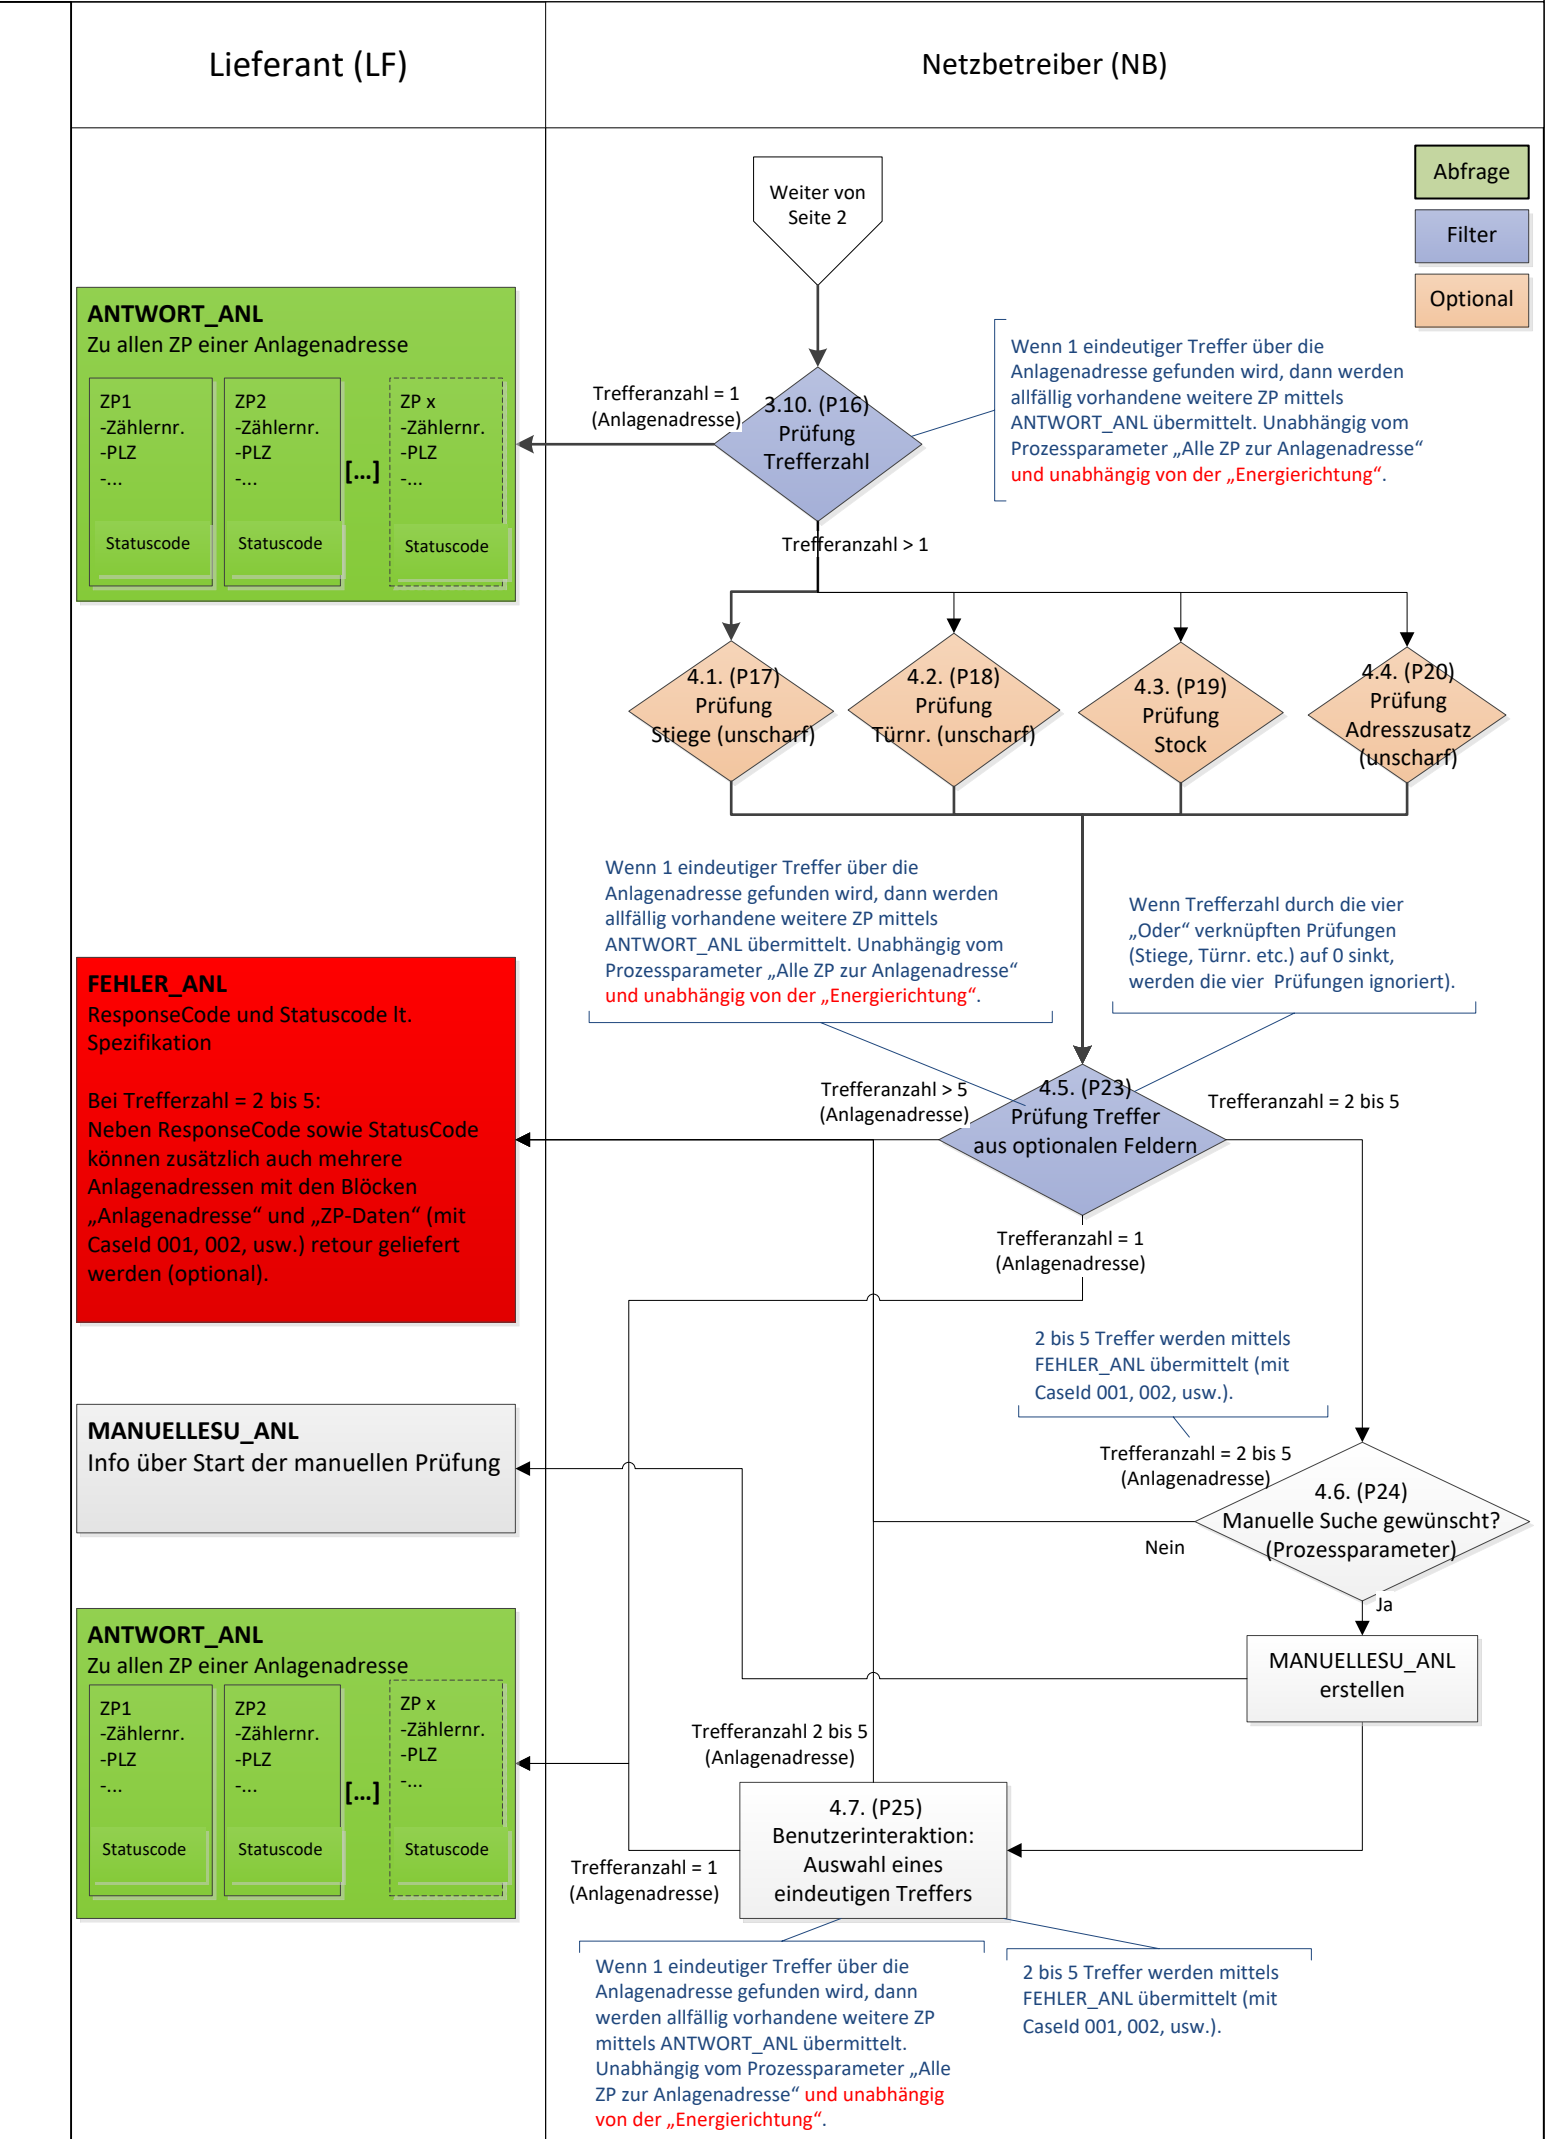 Lieferant (LF)
Netzbetreiber (NB)
Weiter von
Seite 2
Abfrage
Filter
Optional
ANTWORT_ANL
Zu allen ZP einer Anlagenadresse
ZP1
-Zählernr.
-PLZ
-...
Statuscode
ZP2
-Zählernr.
-PLZ
-...
Statuscode
[...]
ZP x
-Zählernr.
-PLZ
-...
Statuscode
Trefferanzahl = 1
(Anlagenadresse)
3.10. (P16)
Prüfung
Trefferzahl
Wenn 1 eindeutiger Treffer über die
Anlagenadresse gefunden wird, dann werden
allfällig vorhandene weitere ZP mittels
ANTWORT_ANL übermittelt. Unabhängig vom
Prozessparameter „Alle ZP zur Anlagenadresse“
und unabhängig von der „Energierichtung“.
Trefferanzahl > 1
4.1. (P17)
Prüfung
Stiege (unscharf)
4.2. (P18)
Prüfung
Türnr. (unscharf)
4.3. (P19)
Prüfung
Stock
4.4. (P20)
Prüfung
Adresszusatz
(unscharf)
Wenn 1 eindeutiger Treffer über die
Anlagenadresse gefunden wird, dann werden
allfällig vorhandene weitere ZP mittels
ANTWORT_ANL übermittelt. Unabhängig vom
Prozessparameter „Alle ZP zur Anlagenadresse“
und unabhängig von der „Energierichtung“.
Wenn Trefferzahl durch die vier
„Oder“ verknüpften Prüfungen
(Stiege, Türnr. etc.) auf 0 sinkt,
werden die vier  Prüfungen ignoriert).
FEHLER_ANL
ResponseCode und Statuscode lt.
Spezifikation
Bei Trefferzahl = 2 bis 5:
Neben ResponseCode sowie StatusCode
können zusätzlich auch mehrere
Anlagenadressen mit den Blöcken
„Anlagenadresse“ und „ZP-Daten“ (mit
CaseId 001, 002, usw.) retour geliefert
werden (optional).
Trefferanzahl > 5
(Anlagenadresse)
4.5. (P23)
Prüfung Treffer
aus optionalen Feldern
Trefferanzahl = 2 bis 5
Trefferanzahl = 1
(Anlagenadresse)
2 bis 5 Treffer werden mittels
FEHLER_ANL übermittelt (mit
CaseId 001, 002, usw.).
MANUELLESU_ANL
Info über Start der manuellen Prüfung
Trefferanzahl = 2 bis 5
(Anlagenadresse)
4.6. (P24)
Manuelle Suche gewünscht?
(Prozessparameter)
Nein
Ja
MANUELLESU_ANL
erstellen
ANTWORT_ANL
Zu allen ZP einer Anlagenadresse
ZP1
-Zählernr.
-PLZ
-...
Statuscode
ZP2
-Zählernr.
-PLZ
-...
Statuscode
[...]
ZP x
-Zählernr.
-PLZ
-...
Statuscode
Trefferanzahl 2 bis 5
(Anlagenadresse)
4.7. (P25)
Benutzerinteraktion:
Auswahl eines
eindeutigen Treffers
Trefferanzahl = 1
(Anlagenadresse)
Wenn 1 eindeutiger Treffer über die
Anlagenadresse gefunden wird, dann
werden allfällig vorhandene weitere ZP
mittels ANTWORT_ANL übermittelt.
Unabhängig vom Prozessparameter „Alle
ZP zur Anlagenadresse“ und unabhängig
von der „Energierichtung“.
2 bis 5 Treffer werden mittels
FEHLER_ANL übermittelt (mit
CaseId 001, 002, usw.).